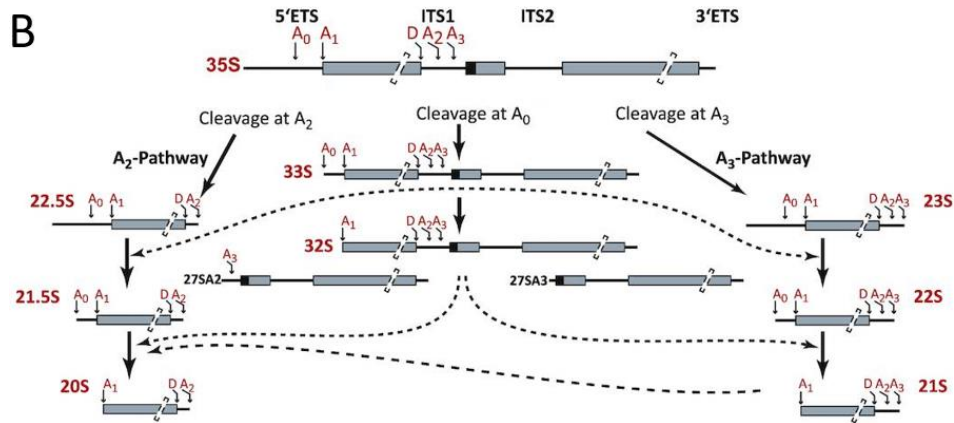 B
5'ETS ITS1 ITS2 3'ETS
A0 A1 D A2 A3
35S
Cleavage at A2 Cleavage at A0 Cleavage at A3
A2-Pathway A3-Pathway
A0 A1 D A2 A3
33S
22.5S A0 A1 D A2
A0 A1 D A2 A3 23S
A1 D A2 A3
32S
A3
27SA2 27SA3
21.5S A0 A1 D A2
A0 A1 D A2 A3 22S
20S A1 D A2
A1 D A2 A3 21S